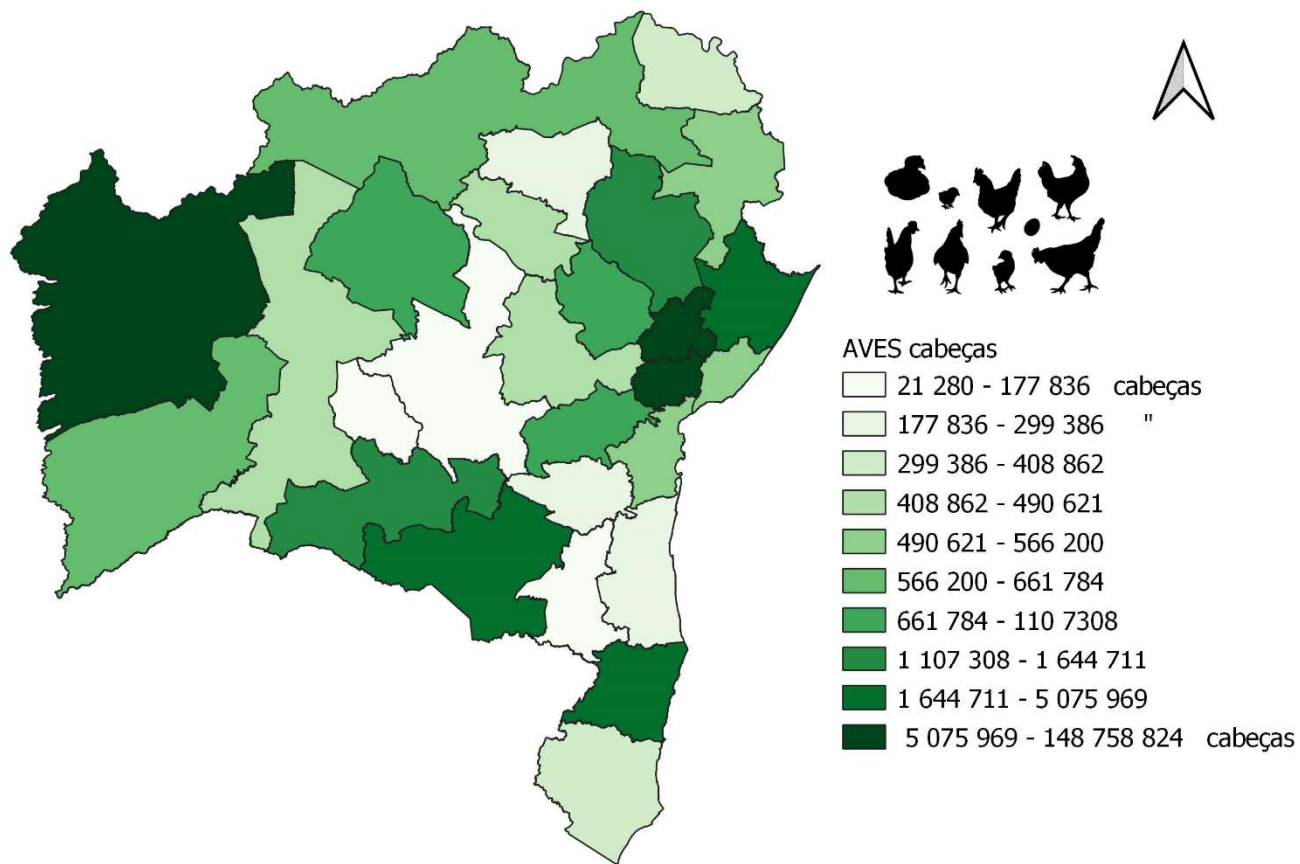 AVES cabeças
21 280 - 177 836 cabeças
177 836 - 299 386 "
299 386 - 408 862
408 862 - 490 621
490 621 - 566 200
566 200 - 661 784
661 784 - 110 7308
1 107 308 - 1 644 711
1 644 711 - 5 075 969
5 075 969 - 148 758 824 cabeças